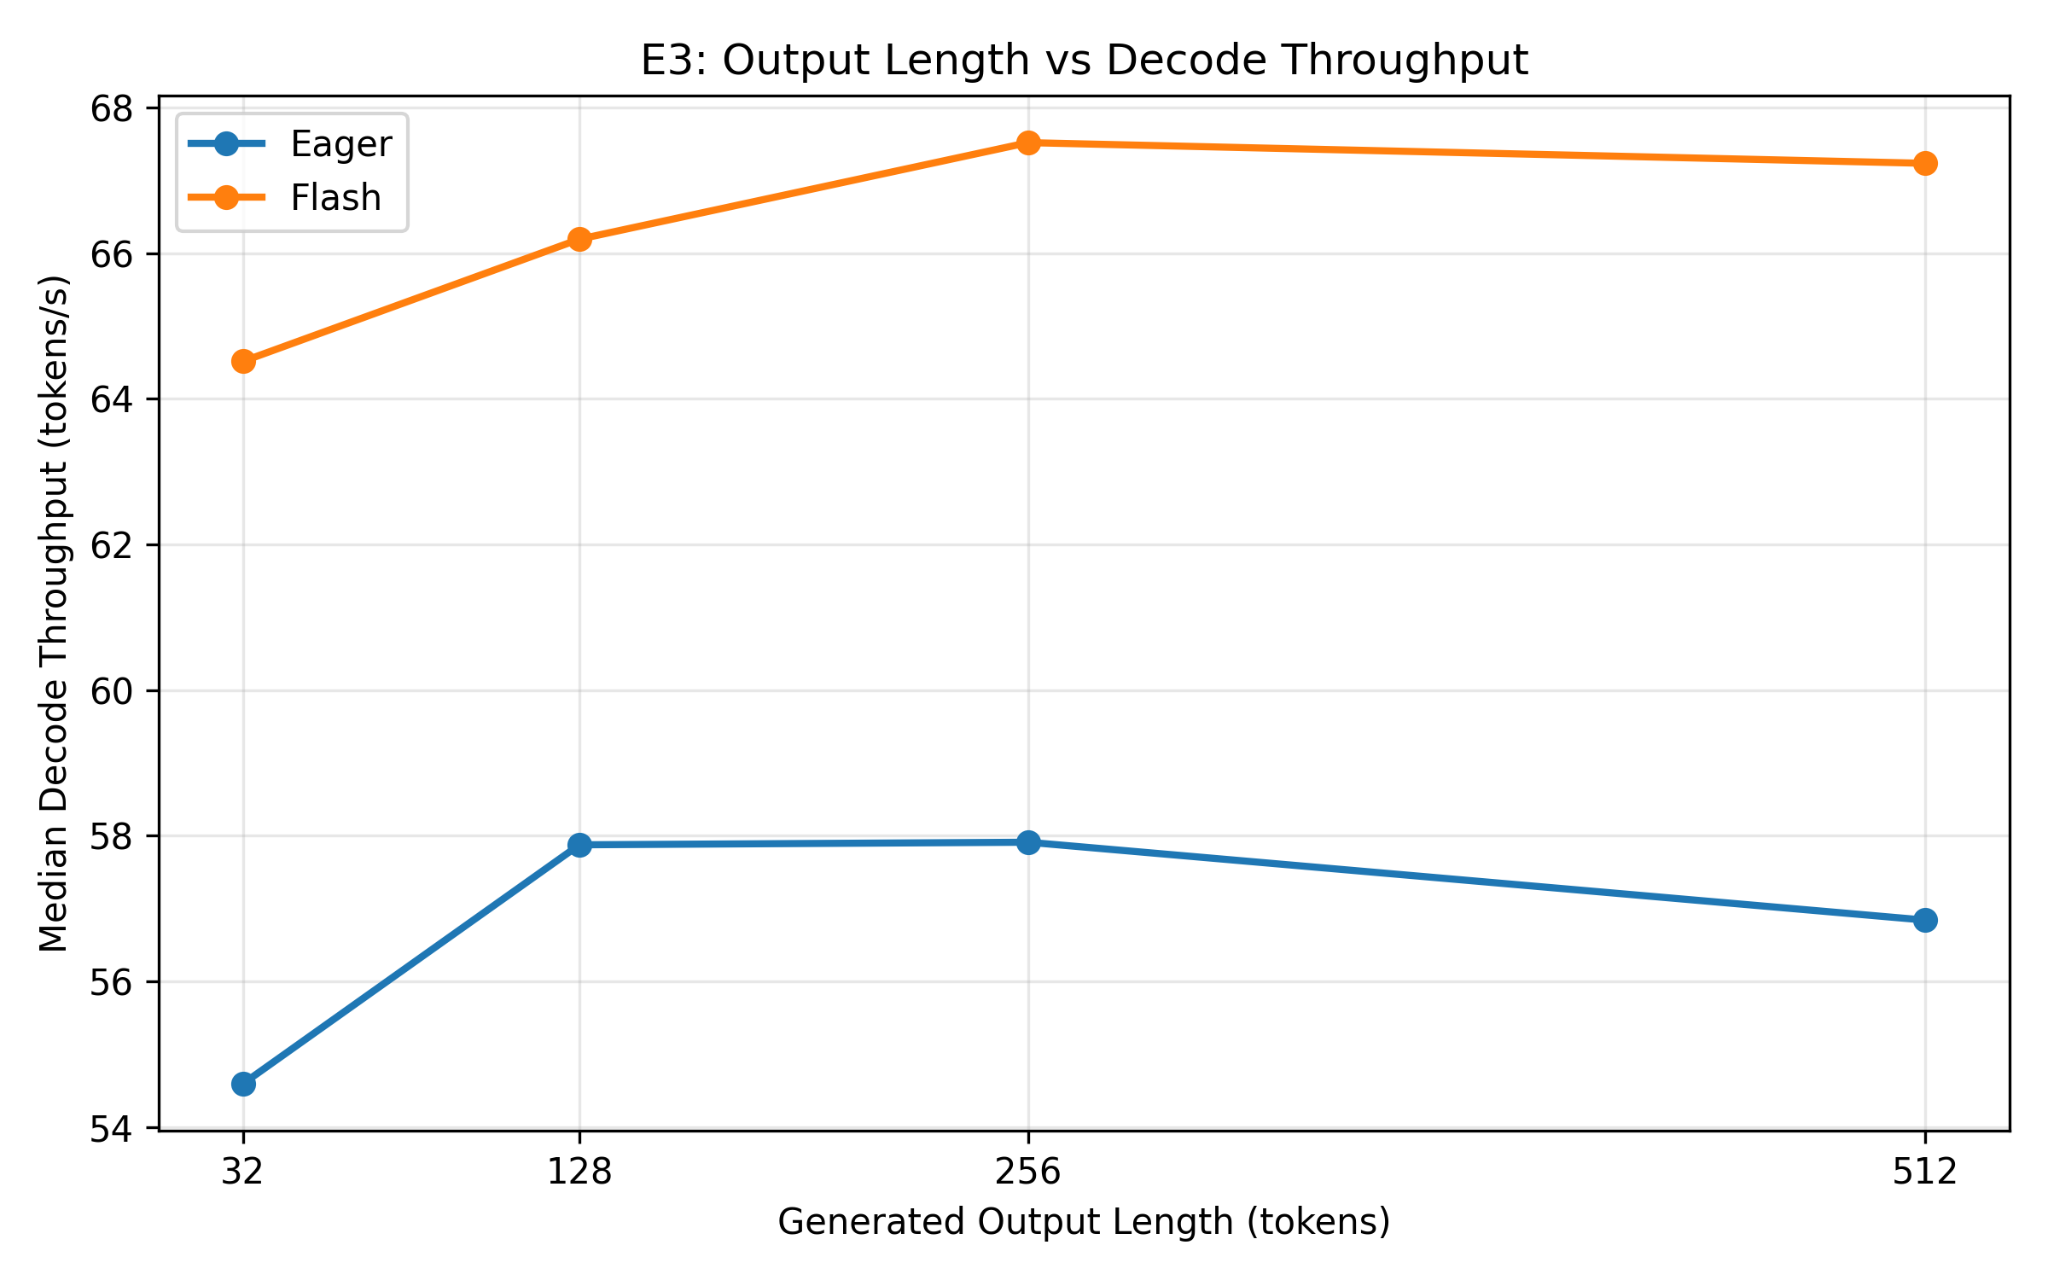 E3: Output Length vs Decode Throughput
Eager
Flash
Median Decode Throughput (tokens/s)
68
66
64
62
60
58
56
54
32
128
256
512
Generated Output Length (tokens)